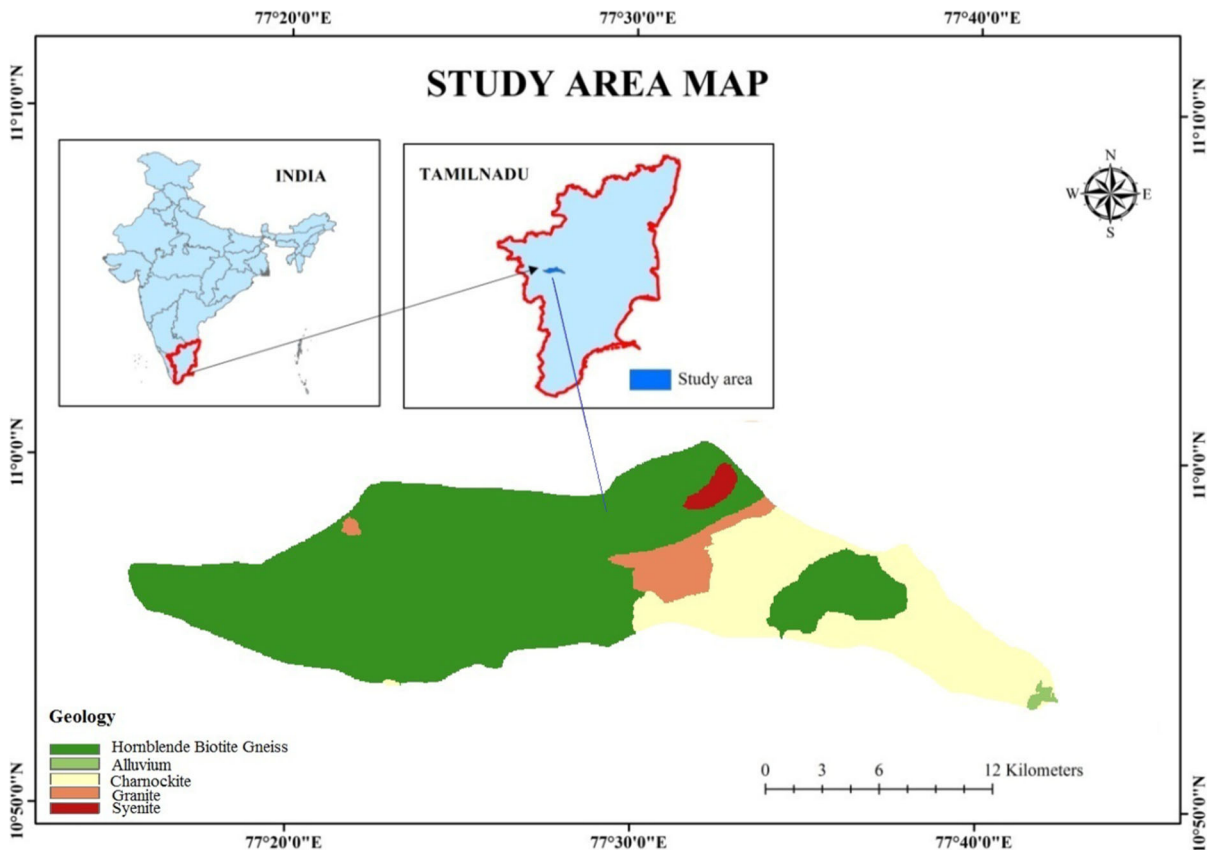 77°20'0"E 77°30'0"E 77°40'0"E
11°10'0"N 11°10'0"N
STUDY AREA MAP
INDIA
TAMILNADU
N
W E
S
Study area
11°0'0"N 11°0'0"N
Geology
Hornblende Biotite Gneiss
Alluvium
Charnockite
Granite
Syenite
0 3 6 12 Kilometers
10°50'0"N 10°50'0"N
77°20'0"E 77°30'0"E 77°40'0"E